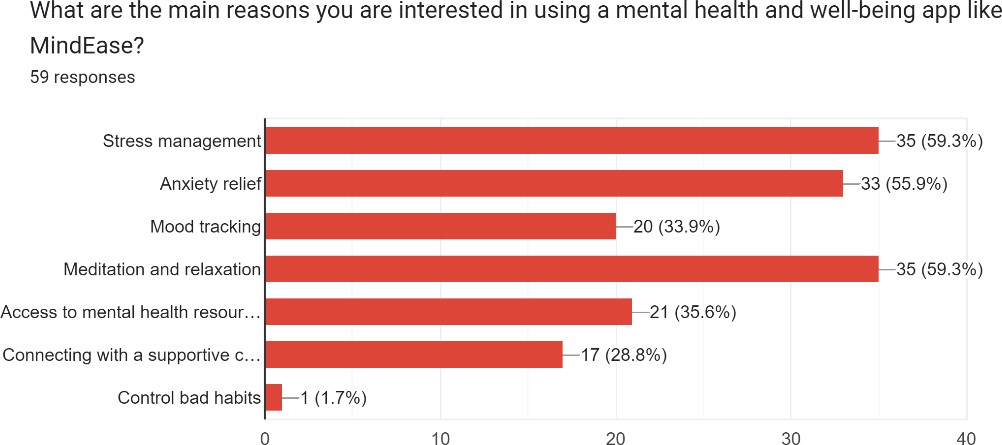 What are the main reasons you are interested in using a mental health and well-being app like
MindEase?
59 responses
Stress management 35 (59.3%)
Anxiety relief 33 (55.9%)
Mood tracking 20 (33.9%)
Meditation and relaxation 35 (59.3%)
Access to mental health resour… 21 (35.6%)
Connecting with a supportive c… 17 (28.8%)
Control bad habits 1 (1.7%)
0 10 20 30 40